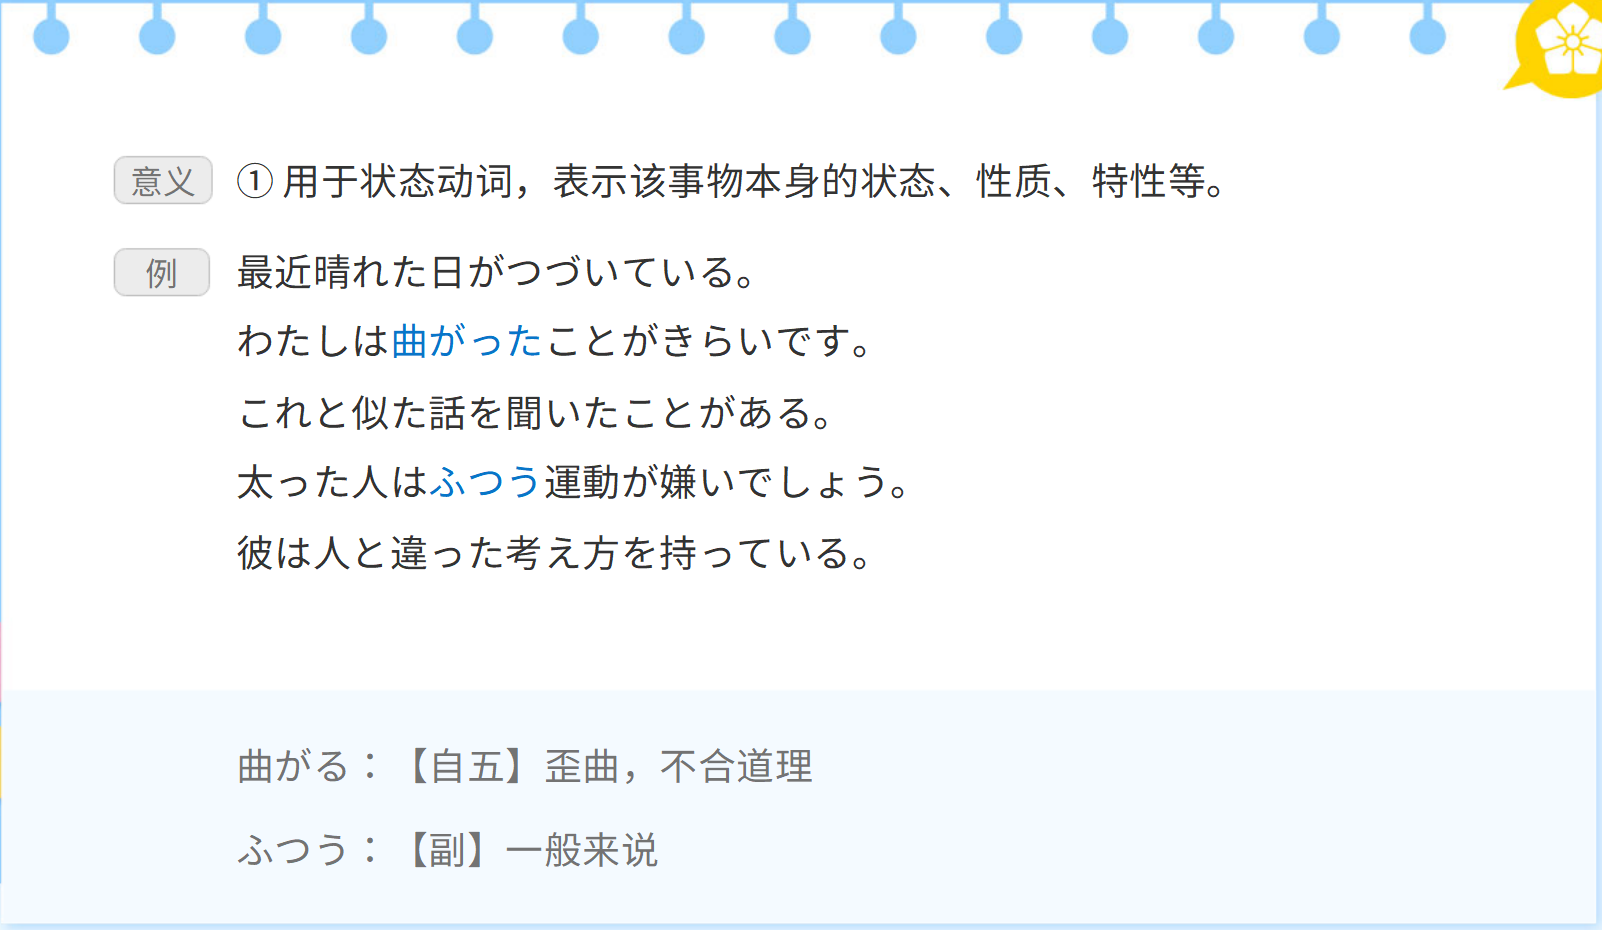 意义 ① 用于状态动词，表示该事物本身的状态、性质、特性等。
例 最近晴れた日がつづいている。
わたしは曲がったことがきらいです。
これと似た話を聞いたことがある。
太った人はふつう運動が嫌いでしょう。
彼は人と違った考え方を持っている。
曲がる：【自五】歪曲，不合道理
ふつう：【副】一般来说